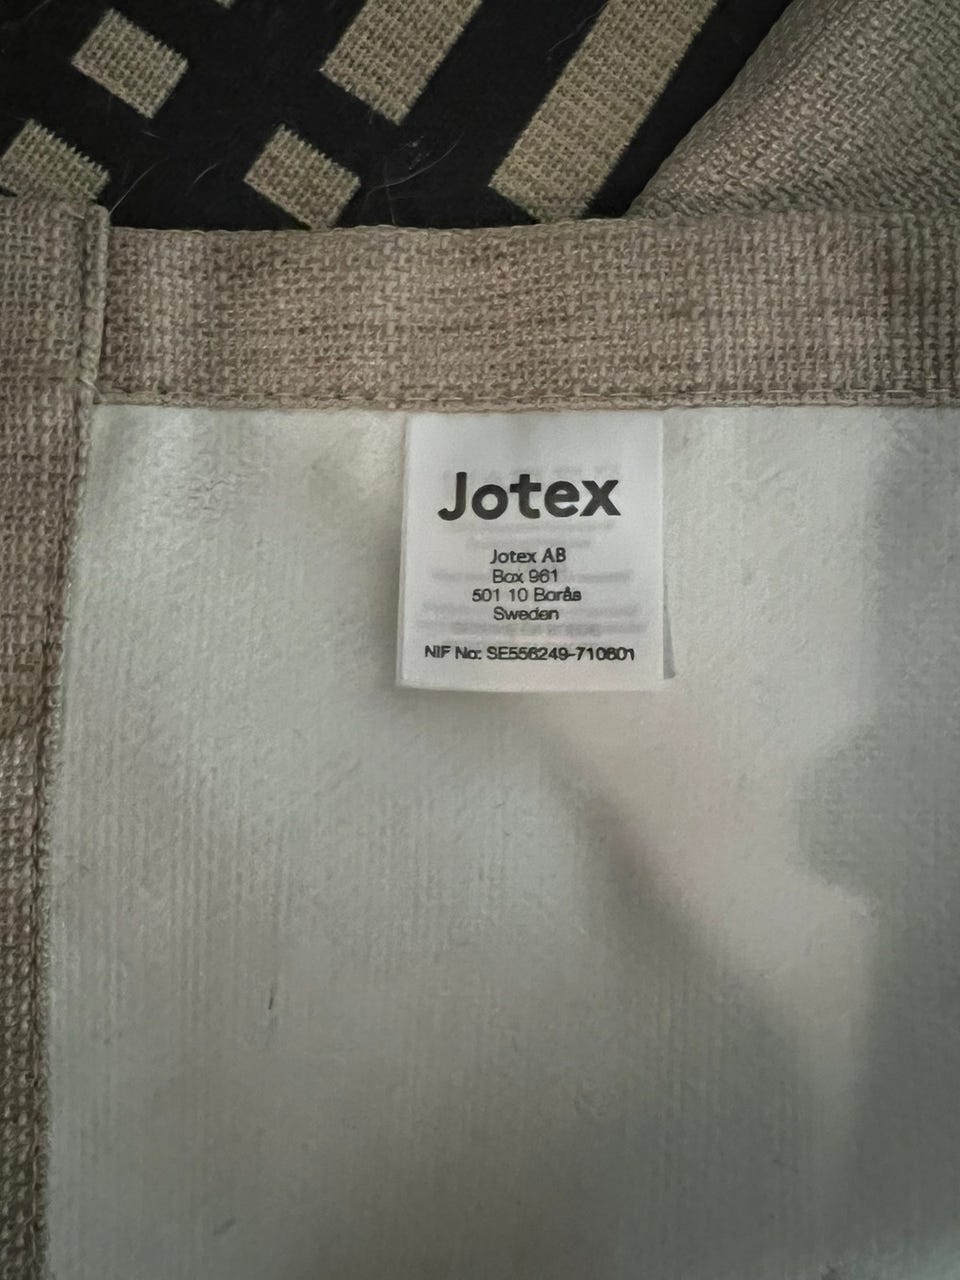 Jotex
Jotex AB
Box 961
501 10 Borås
Sweden
NIF No: SE556249-710601